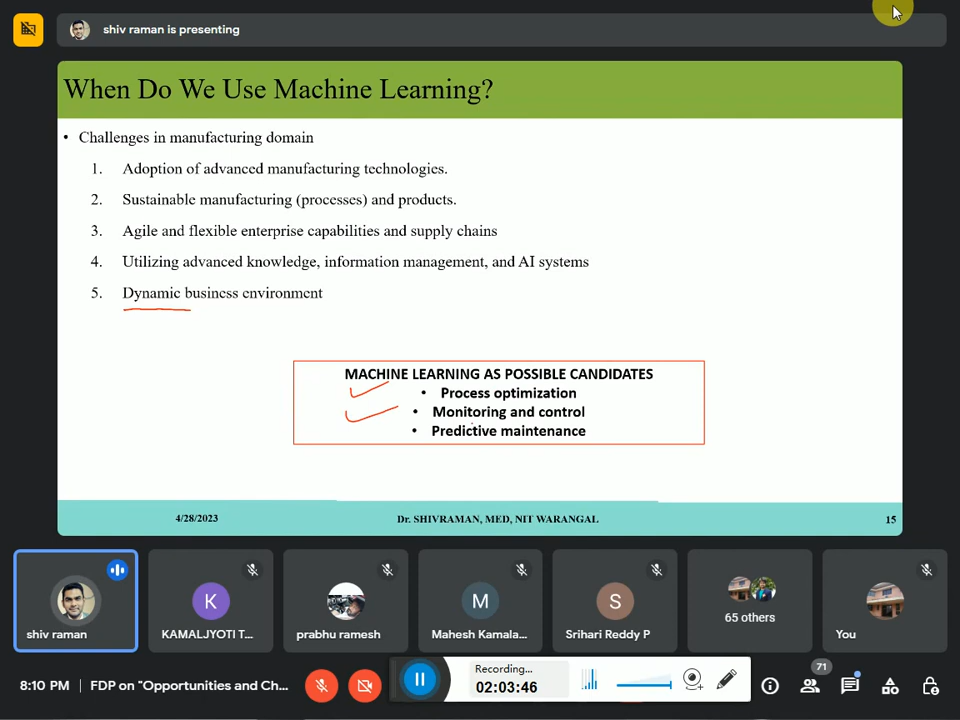 shiv raman is presenting
When Do We Use Machine Learning?
• Challenges in manufacturing domain
1. Adoption of advanced manufacturing technologies.
2. Sustainable manufacturing (processes) and products.
3. Agile and flexible enterprise capabilities and supply chains
4. Utilizing advanced knowledge, information management, and AI systems
5. Dynamic business environment
MACHINE LEARNING AS POSSIBLE CANDIDATES
• Process optimization
• Monitoring and control
• Predictive maintenance
4/28/2023 Dr. SHIVRAMAN, MED, NIT WARANGAL 15
K M S
65 others
shiv raman KAMALJYOTI T... prabhu ramesh Mahesh Kamala... Srihari Reddy P You
71
Recording...
8:10 PM FDP on "Opportunities and Ch...
02:03:46